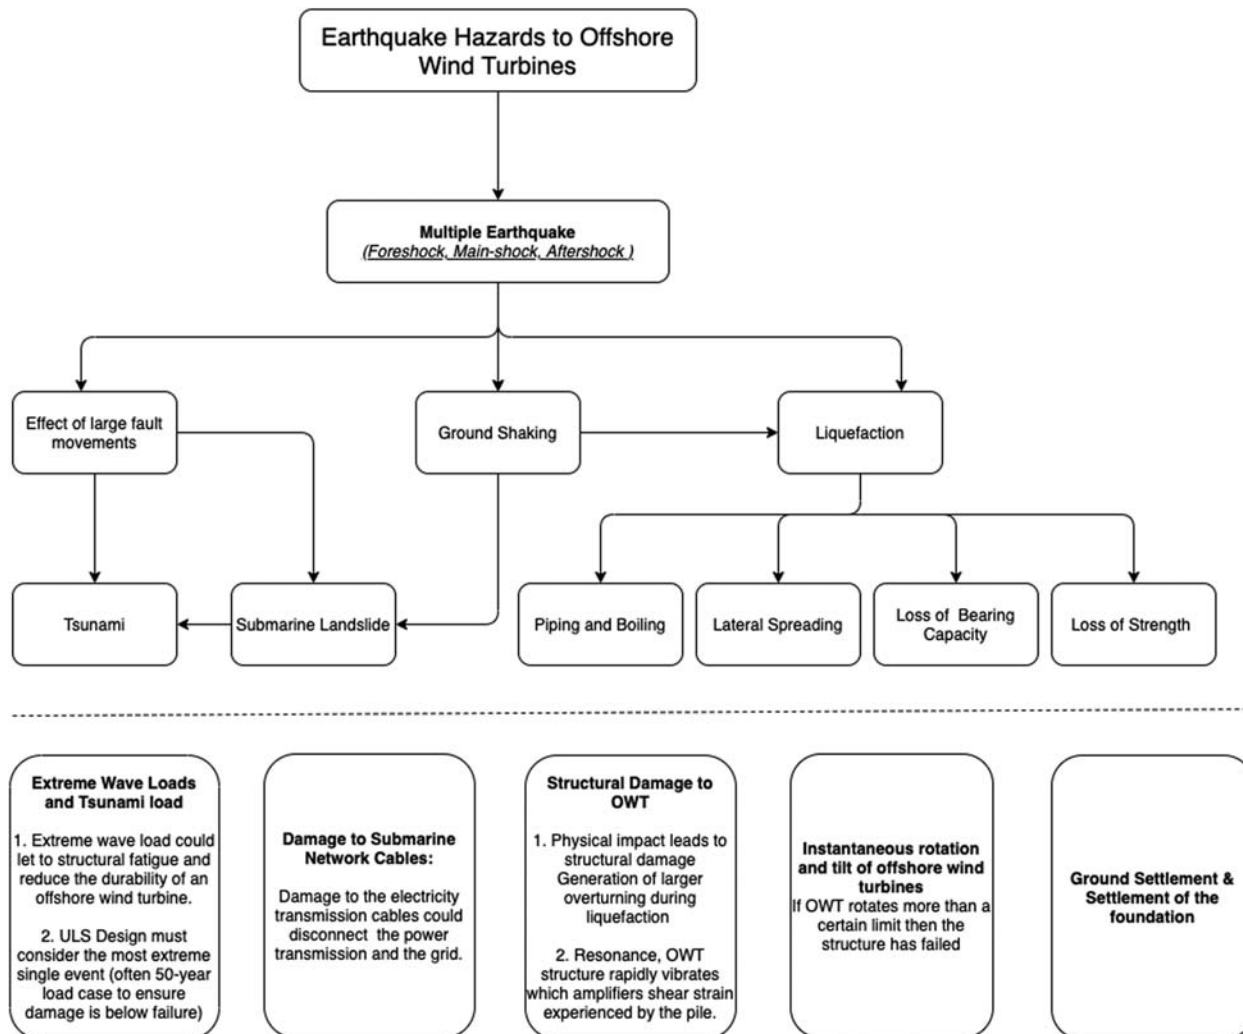 Earthquake Hazards to Offshore
Wind Turbines
Multiple Earthquake
(Foreshock, Main-shock, Aftershock )
Effect of large fault
movements
Ground Shaking
Liquefaction
Tsunami
Submarine Landslide
Piping and Boiling
Lateral Spreading
Loss of Bearing
Capacity
Loss of Strength
Extreme Wave Loads
and Tsunami load
1. Extreme wave load could
let to structural fatigue and
reduce the durability of an
offshore wind turbine.
2. ULS Design must
consider the most extreme
single event (often 50-year
load case to ensure
damage is below failure)
Damage to Submarine
Network Cables:
Damage to the electricity
transmission cables could
disconnect the power
transmission and the grid.
Structural Damage to
OWT
1. Physical impact leads to
structural damage
Generation of larger
overturning during
liquefaction
2. Resonance, OWT
structure rapidly vibrates
which amplifiers shear strain
experienced by the pile.
Instantaneous rotation
and tilt of offshore wind
turbines
If OWT rotates more than a
certain limit then the
structure has failed
Ground Settlement &
Settlement of the
foundation